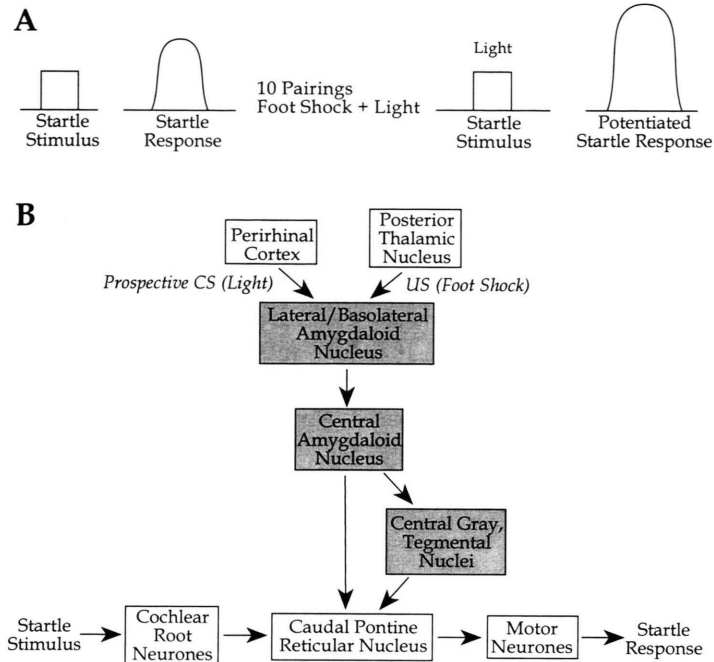 A
Startle
Stimulus
Startle
Response
10 Pairings
Foot Shock + Light
Light
Startle
Stimulus
Potentiated
Startle Response
B
Perirhinal
Cortex
Posterior
Thalamic
Nucleus
Prospective CS (Light)
US (Foot Shock)
Lateral/Basolateral
Amygdaloid
Nucleus
Central
Amygdaloid
Nucleus
Central Gray,
Tegmental
Nuclei
Startle
Stimulus
Cochlear
Root
Neurones
Caudal Pontine
Reticular Nucleus
Motor
Neurones
Startle
Response